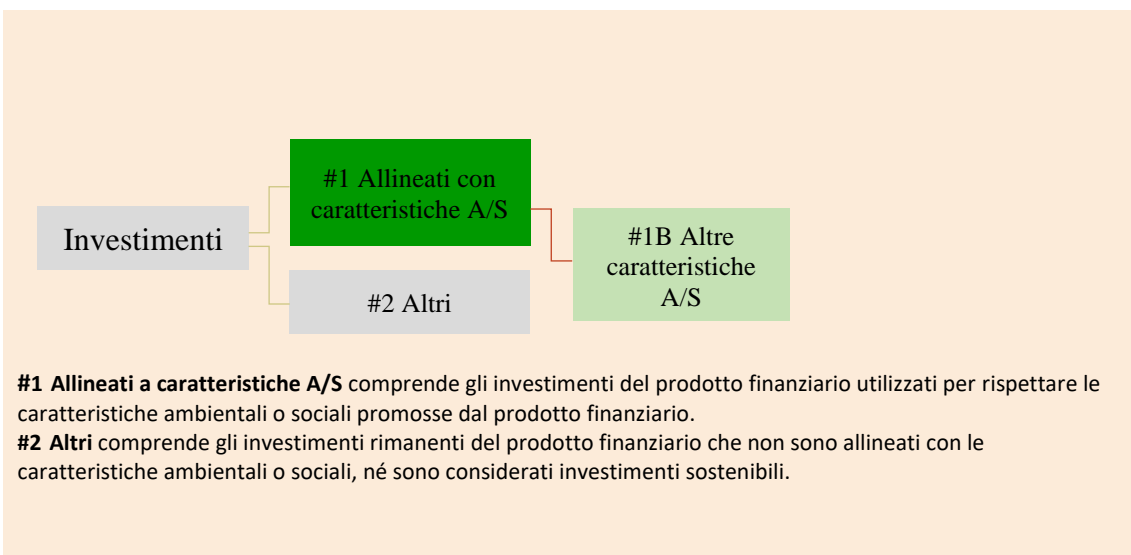 #1 Allineati con
caratteristiche A/S
Investimenti
#1B Altre
caratteristiche
A/S
#2 Altri
#1 Allineati a caratteristiche A/S comprende gli investimenti del prodotto finanziario utilizzati per rispettare le
caratteristiche ambientali o sociali promosse dal prodotto finanziario.
#2 Altri comprende gli investimenti rimanenti del prodotto finanziario che non sono allineati con le
caratteristiche ambientali o sociali, né sono considerati investimenti sostenibili.